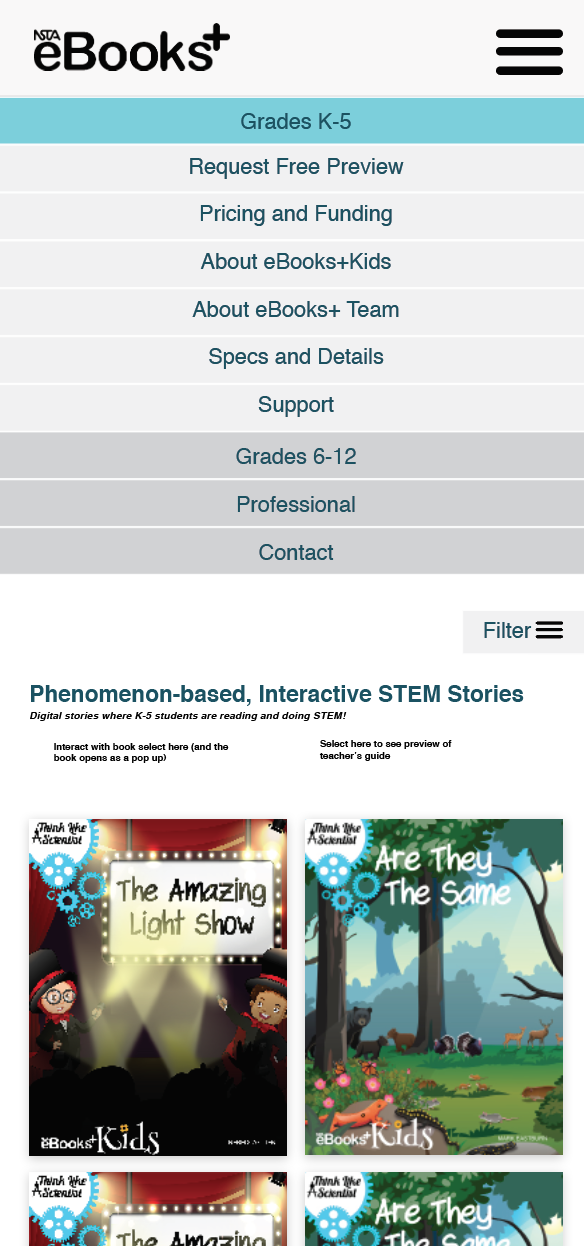 NSTA
eBooks+
Grades K-5
Request Free Preview
Pricing and Funding
About eBooks+Kids
About eBooks+ Team
Specs and Details
Support
Grades 6-12
Professional
Contact
Filter
Phenomenon-based, Interactive STEM Stories
Digital stories where K-5 students are reading and doing STEM!
Interact with book select here (and the
book opens as a pop up)
Select here to see preview of
teacher's guide
Think Like
A Scientist
The Amazing
Light Show
eBooks+Kids
Think Like
A Scientist
Are They
The Same
eBooks+Kids
MARK EASTBURN
Think Like
A Scientist
The Amazing
Think Like
A Scientist
Are They
The Same